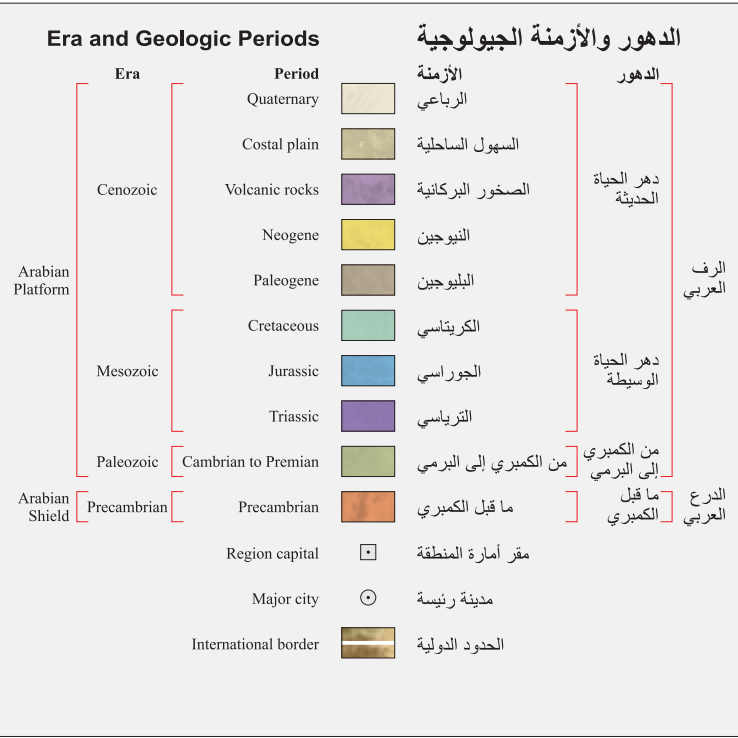 Era and Geologic Periods
الدهور والأزمنة الجيولوجية
Era
Period
الأزمنة
الدهور
Quaternary
الرباعي
Costal plain
السهول الساحلية
Cenozoic
Volcanic rocks
الصخور البركانية
دهر الحياة
الحديثة
Neogene
النيوجين
Arabian
Platform
Paleogene
البليوجين
الرف
العربي
Cretaceous
الكريتاسي
Mesozoic
Jurassic
الجوراسي
دهر الحياة
الوسيطة
Triassic
الترياسي
Paleozoic
Cambrian to Premian
من الكمبري إلى البرمي
من الكمبري
إلى البرمي
Arabian
Shield
Precambrian
Precambrian
ما قبل الكمبري
ما قبل
الكمبري
الدرع
العربي
Region capital
مقر أمارة المنطقة
Major city
مدينة رئيسة
International border
الحدود الدولية